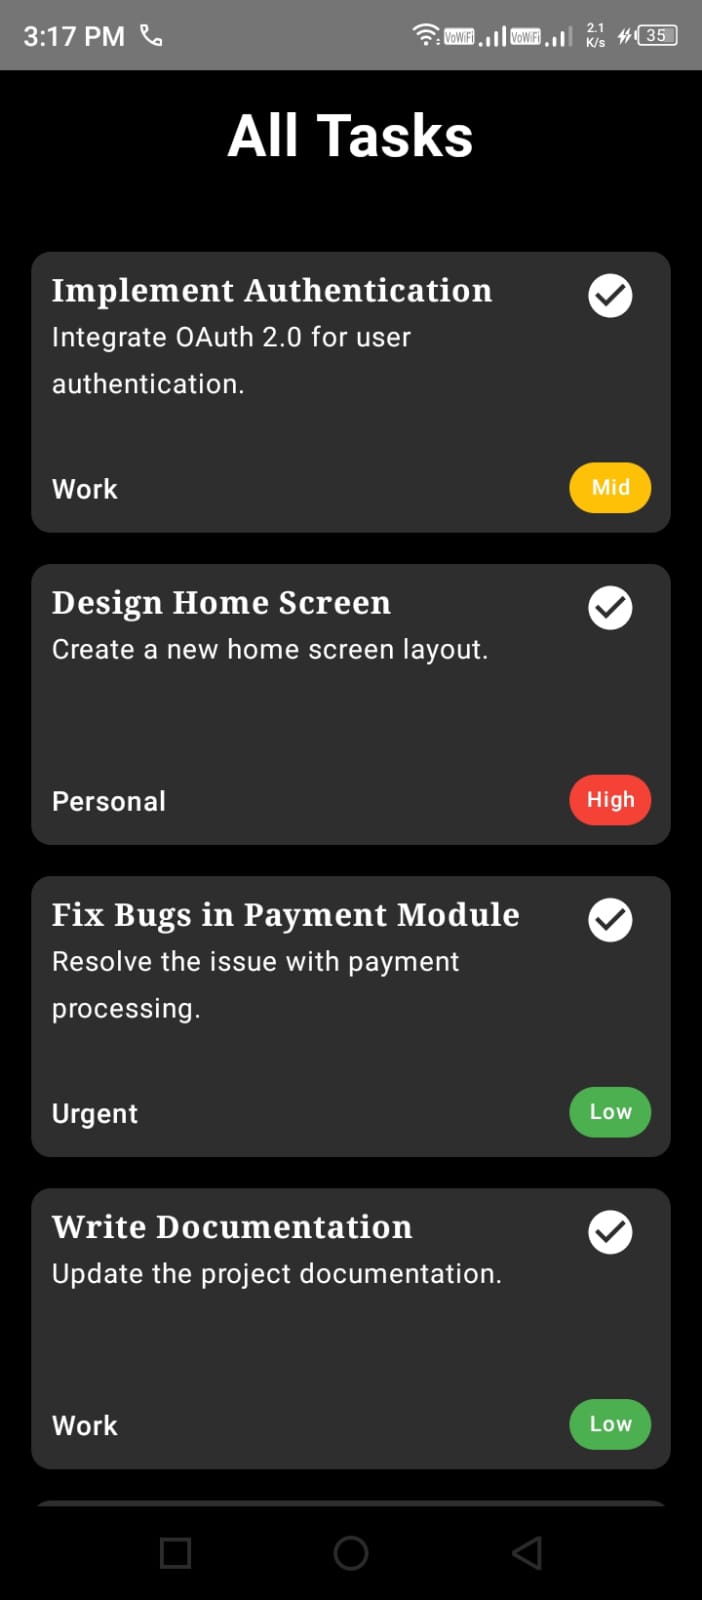 3:17 PM VoWiFi VoWiFi 2.1 K/s 35
All Tasks
Implement Authentication
Integrate OAuth 2.0 for user
authentication.
Work Mid
Design Home Screen
Create a new home screen layout.
Personal High
Fix Bugs in Payment Module
Resolve the issue with payment
processing.
Urgent Low
Write Documentation
Update the project documentation.
Work Low